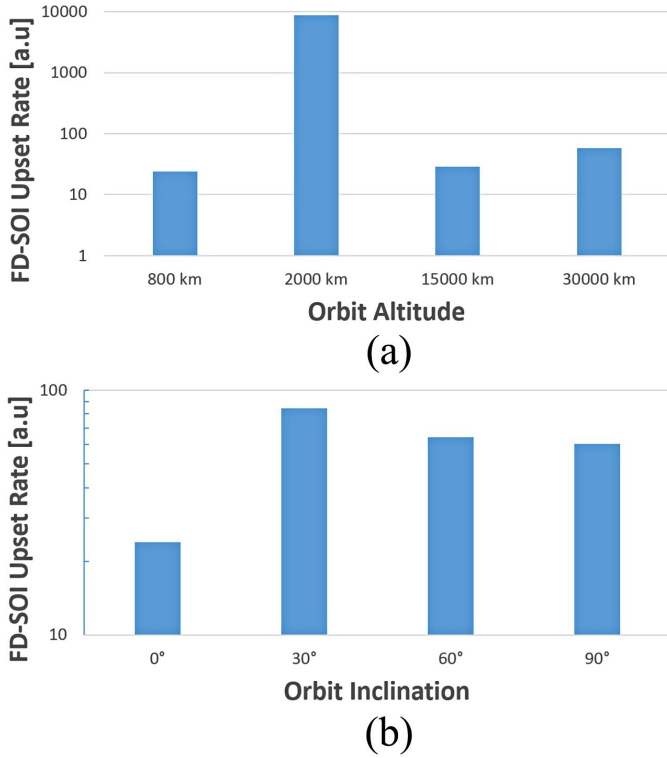 FD-SOI Upset Rate [a.u]
10000
1000
100
10
1
800 km 2000 km 15000 km 30000 km
Orbit Altitude
(a)
FD-SOI Upset Rate [a.u]
100
10
0° 30° 60° 90°
Orbit Inclination
(b)